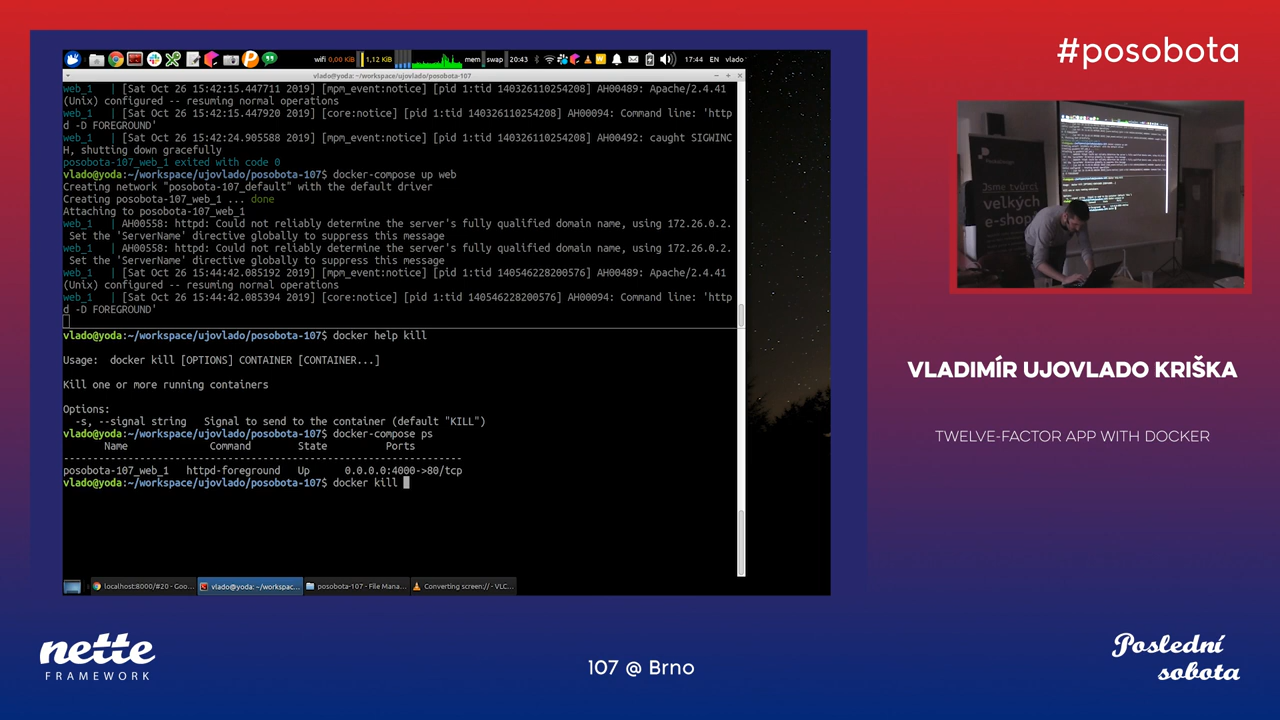 #posobota
wifi 0,00 KiB 1,12 KiB mem swap 20:43 17:44 EN vlado
vlado@yoda:~/workspace/ujovlado/posobota-107
web_1 | [Sat Oct 26 15:42:15.447711 2019] [mpm_event:notice] [pid 1:tid 140326110254208] AH00489: Apache/2.4.41
(Unix) configured -- resuming normal operations
web_1 | [Sat Oct 26 15:42:15.447920 2019] [core:notice] [pid 1:tid 140326110254208] AH00094: Command line: 'http
d -D FOREGROUND'
web_1 | [Sat Oct 26 15:42:24.905588 2019] [mpm_event:notice] [pid 1:tid 140326110254208] AH00492: caught SIGWINC
H, shutting down gracefully
posobota-107_web_1 exited with code 0
vlado@yoda:~/workspace/ujovlado/posobota-107$ docker-compose up web
Creating network "posobota-107_default" with the default driver
Creating posobota-107_web_1 ... done
Attaching to posobota-107_web_1
web_1 | AH00558: httpd: Could not reliably determine the server's fully qualified domain name, using 172.26.0.2.
Set the 'ServerName' directive globally to suppress this message
web_1 | AH00558: httpd: Could not reliably determine the server's fully qualified domain name, using 172.26.0.2.
Set the 'ServerName' directive globally to suppress this message
web_1 | [Sat Oct 26 15:44:42.085192 2019] [mpm_event:notice] [pid 1:tid 140546228200576] AH00489: Apache/2.4.41
(Unix) configured -- resuming normal operations
web_1 | [Sat Oct 26 15:44:42.085394 2019] [core:notice] [pid 1:tid 140546228200576] AH00094: Command line: 'http
d -D FOREGROUND'
vlado@yoda:~/workspace/ujovlado/posobota-107$ docker help kill
Usage: docker kill [OPTIONS] CONTAINER [CONTAINER...]
Kill one or more running containers
Options:
-s, --signal string Signal to send to the container (default "KILL")
vlado@yoda:~/workspace/ujovlado/posobota-107$ docker-compose ps
Name Command State Ports
posobota-107_web_1 httpd-foreground Up 0.0.0.0:4000->80/tcp
vlado@yoda:~/workspace/ujovlado/posobota-107$ docker kill
localhost:8000/#20 - Goo...
vlado@yoda: ~/workspac...
posobota-107 - File Mana...
Converting screen:// - VLC...
Jsme tvůrci
velkých
e-shopů
VLADIMÍR UJOVLADO KRIŠKA
TWELVE-FACTOR APP WITH DOCKER
nette
FRAMEWORK
107 @ Brno
Poslední
sobota